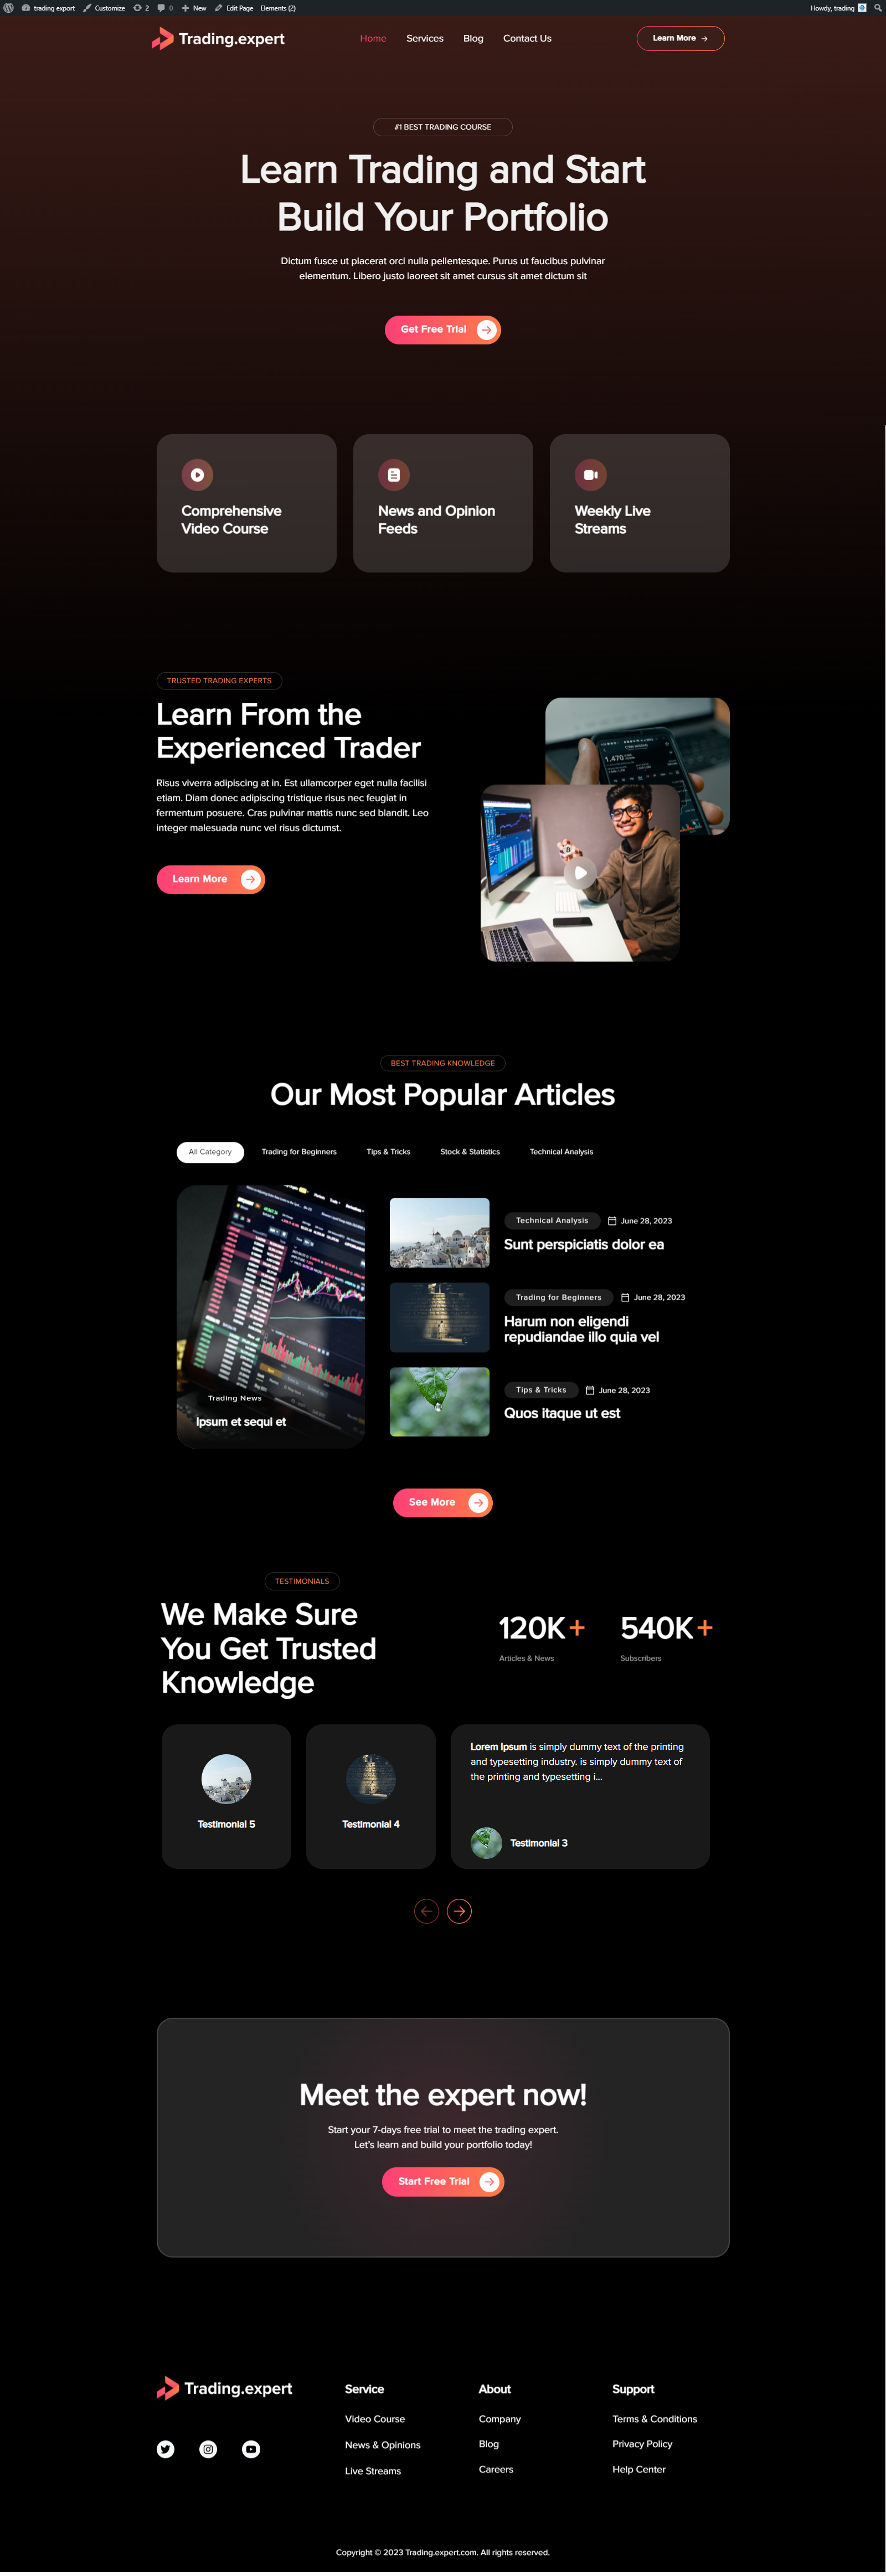 trading export
Customize
2
0
New
Edit Page
Elements (2)
Howdy, trading
Trading.expert
Home
Services
Blog
Contact Us
Learn More
#1 BEST TRADING COURSE
Learn Trading and Start
Build Your Portfolio
Dictum fusce ut placerat orci nulla pellentesque. Purus ut faucibus pulvinar
elementum. Libero justo laoreet sit amet cursus sit amet dictum sit
Get Free Trial
Comprehensive
Video Course
News and Opinion
Feeds
Weekly Live
Streams
TRUSTED TRADING EXPERTS
Learn From the
Experienced Trader
Risus viverra adipiscing at in. Est ullamcorper eget nulla facilisi
etiam. Diam donec adipiscing tristique risus nec feugiat in
fermentum posuere. Cras pulvinar mattis nunc sed blandit. Leo
integer malesuada nunc vel risus dictumst.
Learn More
1.470
BEST TRADING KNOWLEDGE
Our Most Popular Articles
All Category
Trading for Beginners
Tips & Tricks
Stock & Statistics
Technical Analysis
BINANCE
Trading News
Ipsum et sequi et
Technical Analysis
June 28, 2023
Sunt perspiciatis dolor ea
Trading for Beginners
June 28, 2023
Harum non eligendi
repudiandae illo quia vel
Tips & Tricks
June 28, 2023
Quos itaque ut est
See More
TESTIMONIALS
We Make Sure
You Get Trusted
Knowledge
120K+
Articles & News
540K+
Subscribers
Testimonial 5
Testimonial 4
Lorem Ipsum is simply dummy text of the printing
and typesetting industry. is simply dummy text of
the printing and typesetting i...
Testimonial 3
Meet the expert now!
Start your 7-days free trial to meet the trading expert.
Let's learn and build your portfolio today!
Start Free Trial
Trading.expert
Service
Video Course
News & Opinions
Live Streams
About
Company
Blog
Careers
Support
Terms & Conditions
Privacy Policy
Help Center
Copyright © 2023 Trading.expert.com. All rights reserved.